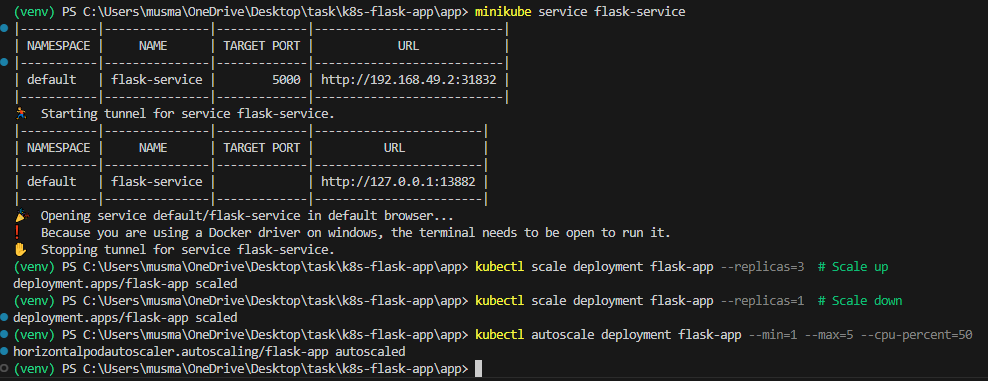 (venv) PS C:\Users\musma\OneDrive\Desktop\task\k8s-flask-app\app> minikube service flask-service
|-----------|---------------|-------------|---------------------------|
| NAMESPACE |     NAME      | TARGET PORT |            URL            |
|-----------|---------------|-------------|---------------------------|
| default   | flask-service |        5000 | http://192.168.49.2:31832 |
|-----------|---------------|-------------|---------------------------|
🏃  Starting tunnel for service flask-service.
|-----------|---------------|-------------|------------------------|
| NAMESPACE |     NAME      | TARGET PORT |          URL           |
|-----------|---------------|-------------|------------------------|
| default   | flask-service |             | http://127.0.0.1:13882 |
|-----------|---------------|-------------|------------------------|
🎉  Opening service default/flask-service in default browser...
❗  Because you are using a Docker driver on windows, the terminal needs to be open to run it.
✋  Stopping tunnel for service flask-service.
(venv) PS C:\Users\musma\OneDrive\Desktop\task\k8s-flask-app\app> kubectl scale deployment flask-app --replicas=3  # Scale up
deployment.apps/flask-app scaled
(venv) PS C:\Users\musma\OneDrive\Desktop\task\k8s-flask-app\app> kubectl scale deployment flask-app --replicas=1  # Scale down
deployment.apps/flask-app scaled
(venv) PS C:\Users\musma\OneDrive\Desktop\task\k8s-flask-app\app> kubectl autoscale deployment flask-app --min=1 --max=5 --cpu-percent=50
horizontalpodautoscaler.autoscaling/flask-app autoscaled
(venv) PS C:\Users\musma\OneDrive\Desktop\task\k8s-flask-app\app>